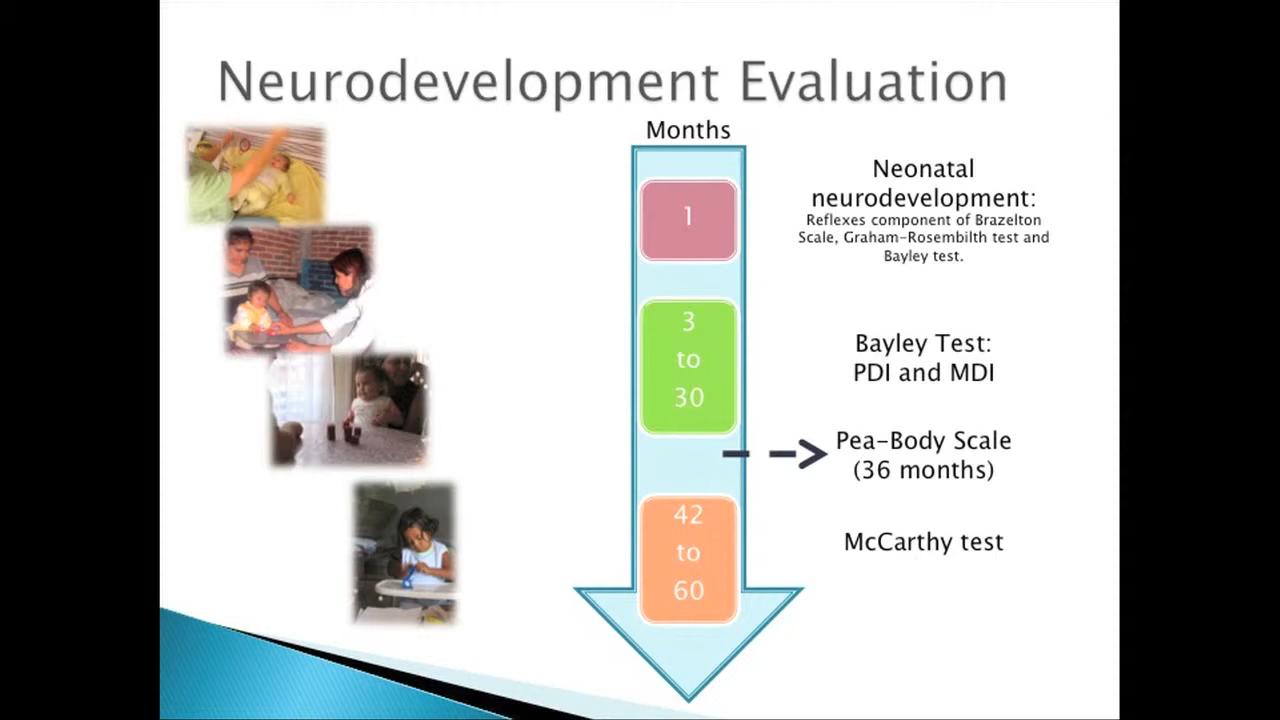 Neurodevelopment Evaluation
Months
1
Neonatal
neurodevelopment:
Reflexes component of Brazelton
Scale, Graham-Rosembilth test and
Bayley test.
3
to
30
Bayley Test:
PDI and MDI
Pea-Body Scale
(36 months)
42
to
60
McCarthy test